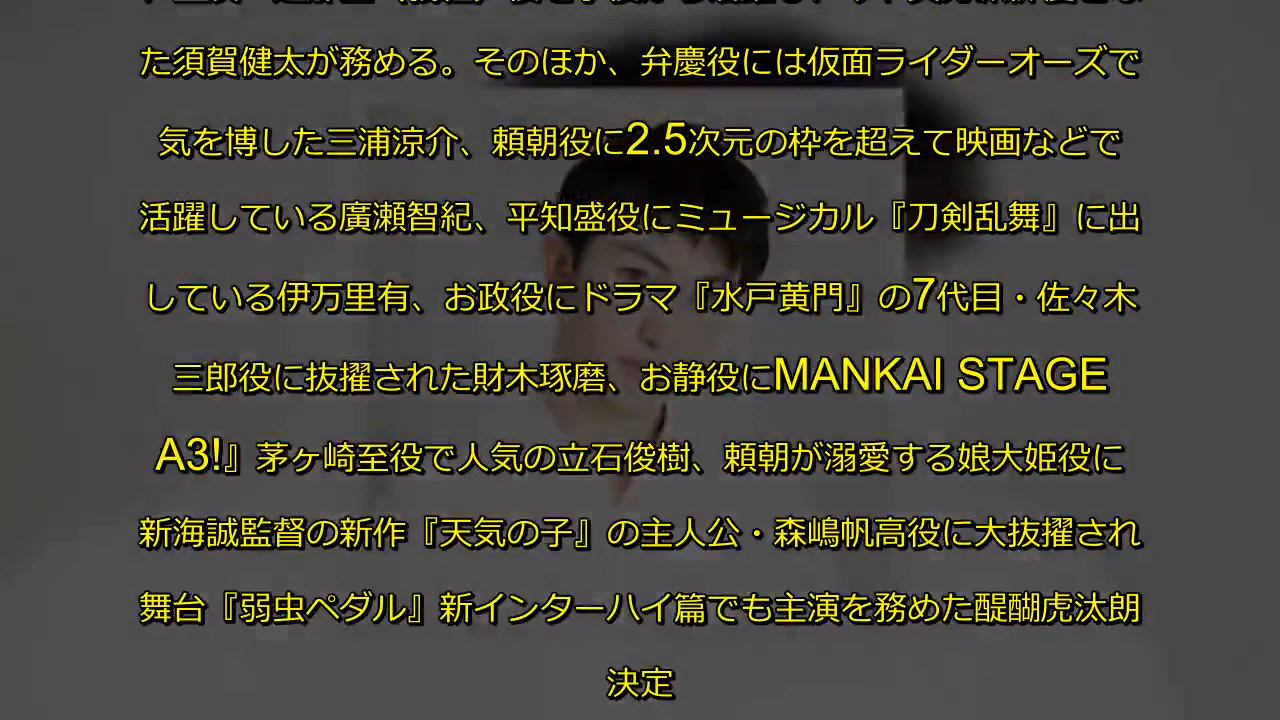 た須賀健太が務める。そのほか、弁慶役には仮面ライダーオーズで
気を博した三浦涼介、頼朝役に2.5次元の枠を超えて映画などで
活躍している廣瀬智紀、平知盛役にミュージカル『刀剣乱舞』に出
している伊万里有、お政役にドラマ『水戸黄門』の7代目・佐々木
三郎役に抜擢された財木琢磨、お静役にMANKAI STAGE
A3!』茅ヶ崎至役で人気の立石俊樹、頼朝が溺愛する娘大姫役に
新海誠監督の新作『天気の子』の主人公・森嶋帆高役に大抜擢され
舞台『弱虫ペダル』新インターハイ篇でも主演を務めた醍醐虎汰朗
決定